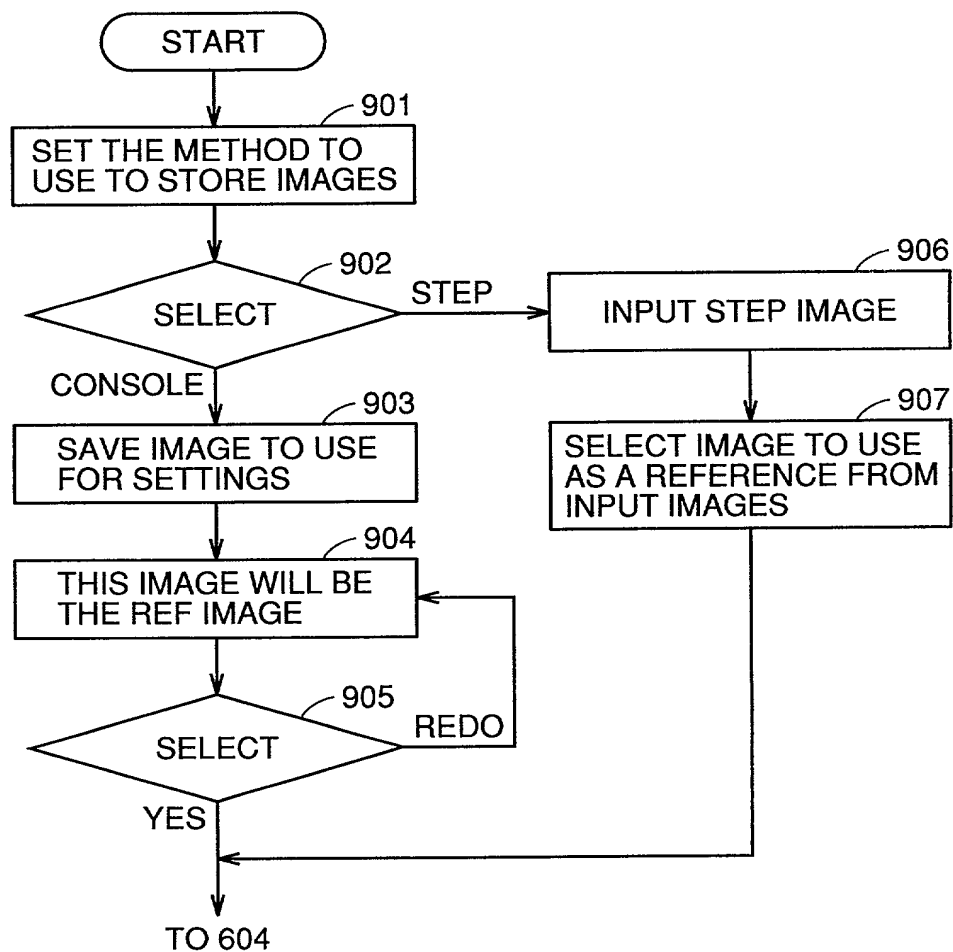 START
901
SET THE METHOD TO
USE TO STORE IMAGES
902
SELECT
STEP
906
INPUT STEP IMAGE
CONSOLE
903
SAVE IMAGE TO USE
FOR SETTINGS
907
SELECT IMAGE TO USE
AS A REFERENCE FROM
INPUT IMAGES
904
THIS IMAGE WILL BE
THE REF IMAGE
905
SELECT
REDO
YES
TO 604